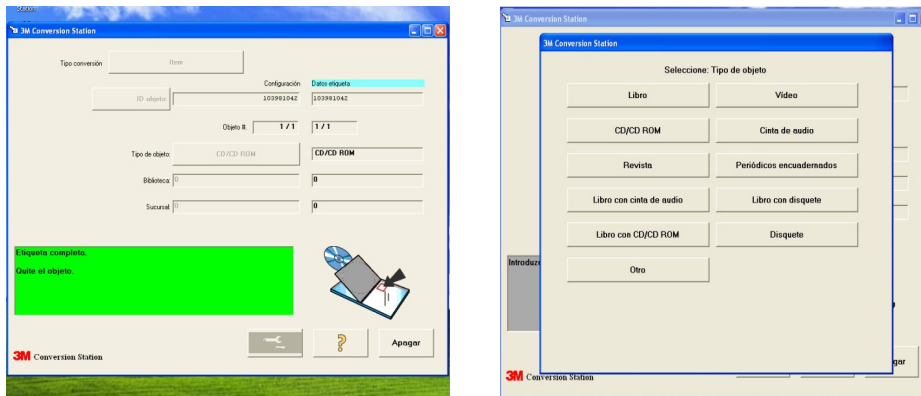 Station
3M Conversion Station
Tipo conversión
Item
Configuración Datos etiqueta
ID objeto: 103981042 103981042
Objeto #: 1 / 1 1 / 1
Tipo de objeto: CD/CD ROM CD/CD ROM
Biblioteca: 0 0
Sucursal: 0 0
Etiqueta completa.
Quite el objeto.
?
Apagar
3M Conversion Station
3M Conversion Station
3M Conversion Station
Seleccione: Tipo de objeto
Libro Vídeo
CD/CD ROM Cinta de audio
Revista Periódicos encuadernados
Libro con cinta de audio Libro con disquete
Libro con CD/CD ROM Disquete
Otro
Introduz
gar
3M Conversion Station